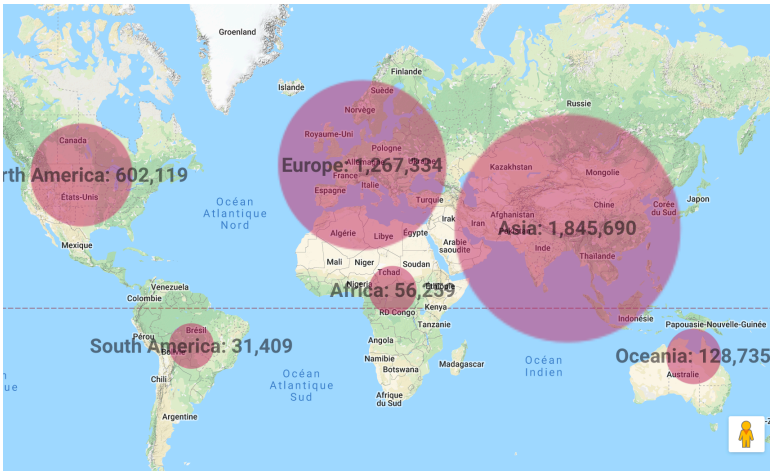 Groenland
Islande
Finlande
Suède
Norvège
Russie
Royaume-Uni
Canada
Pologne
Europe: 1,267,334
Ukraine
Kazakhstan
Mongolie
rth America: 602,119
France
Italie
Espagne
États-Unis
Turquie
Chine
Corée
du Sud
Japon
Océan
Atlantique
Nord
Afghanistan
Irak
Iran
Asia: 1,845,690
Algérie
Libye
Égypte
Mexique
Arabie
saoudite
Inde
Thaïlande
Mali
Niger
Soudan
Tchad
Venezuela
Nigeria
Africa: 56,259
Éthiopie
Colombie
Kenya
RD Congo
Indonésie
Tanzanie
Papouasie-Nouvelle-Guinée
Brésil
Pérou
South America: 31,409
Angola
Oceania: 128,735
Namibie
Madagascar
Océan
Indien
Botswana
Australie
Chili
Océan
Atlantique
Sud
ue
Afrique
du Sud
Argentine